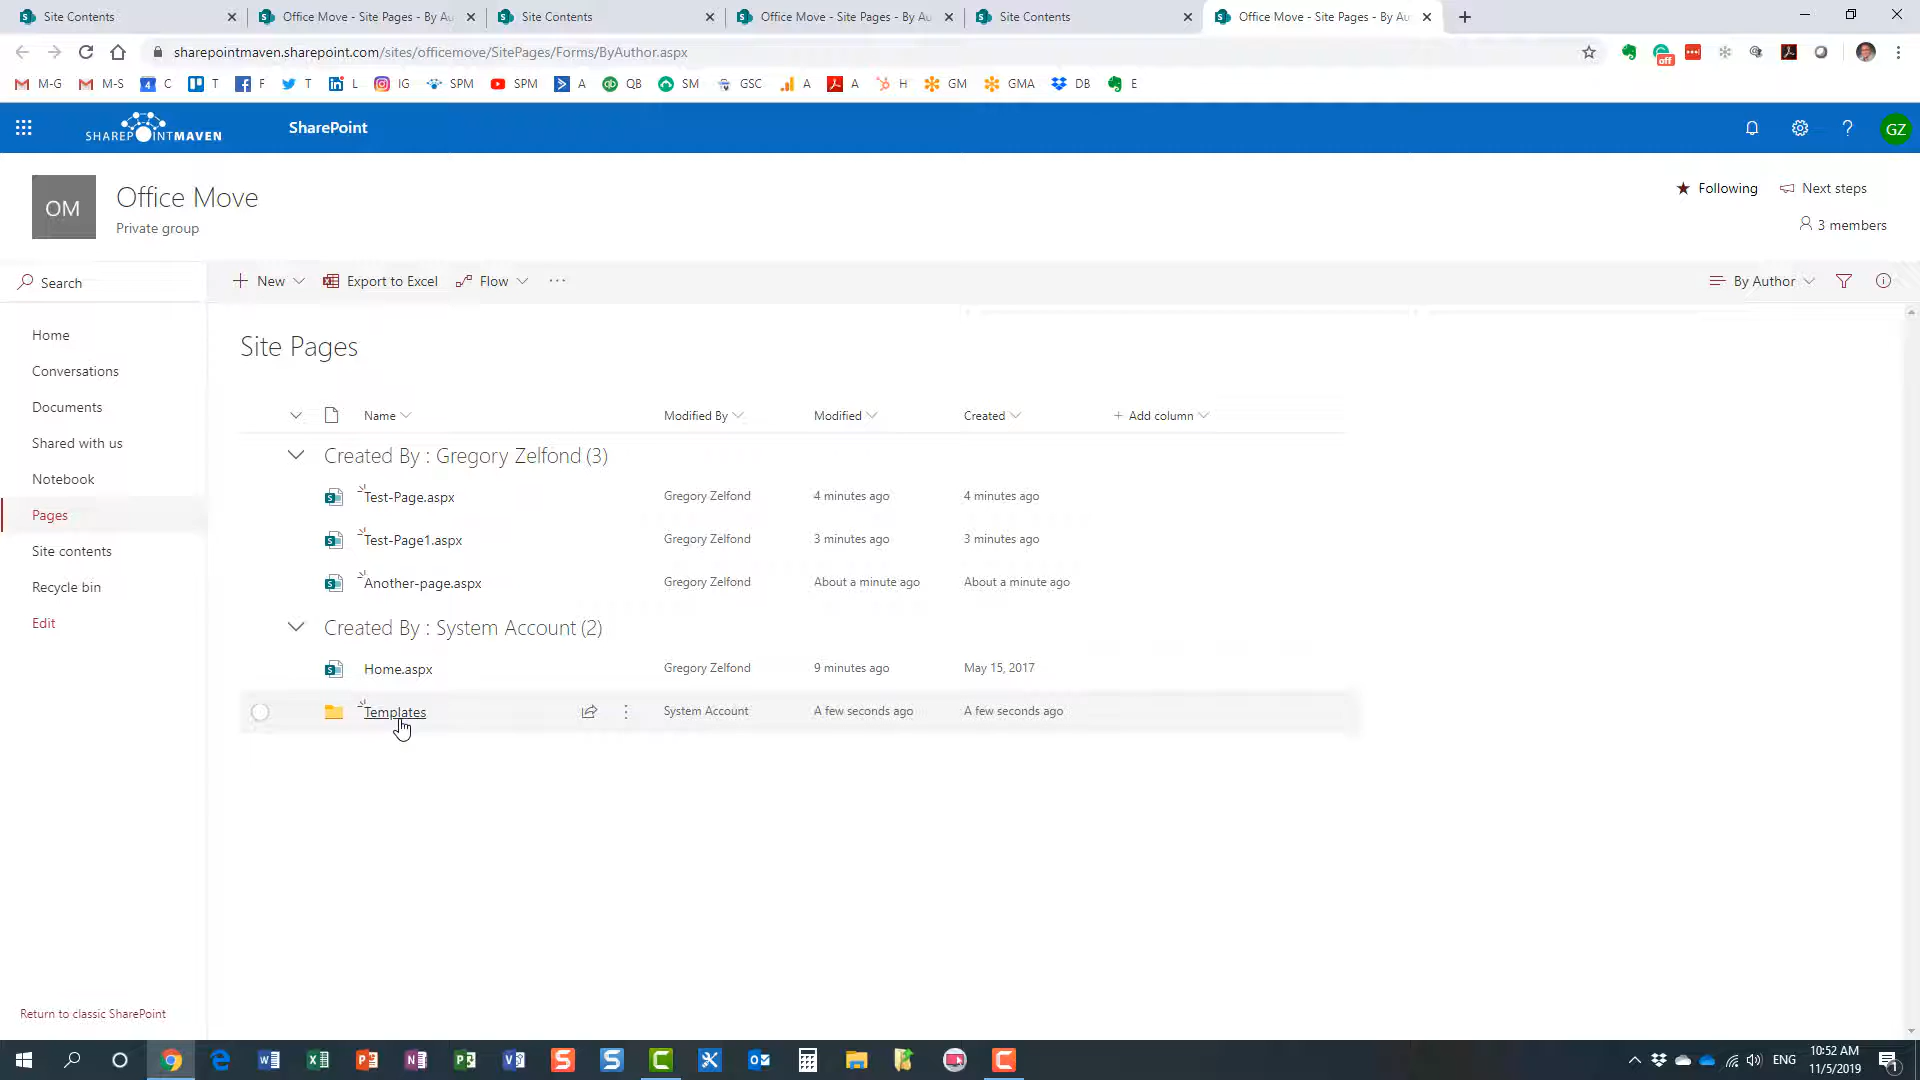 Site Contents
Office Move - Site Pages - By Au
Site Contents
Office Move - Site Pages - By Au
Site Contents
Office Move - Site Pages - By Au
sharepointmaven.sharepoint.com/sites/officemove/SitePages/Forms/ByAuthor.aspx
off
M-G
M-S
4 C
T
F
T
L
IG
SPM
SPM
A
QB
SM
GSC
A
A
H
GM
GMA
DB
E
SHAREPOINTMAVEN
SharePoint
?
GZ
OM
Office Move
Private group
Following
Next steps
3 members
Search
New
Export to Excel
Flow
...
By Author
Home
Conversations
Documents
Shared with us
Notebook
Pages
Site contents
Recycle bin
Edit
Return to classic SharePoint
Site Pages
Name
Modified By
Modified
Created
+ Add column
Created By : Gregory Zelfond (3)
Test-Page.aspx
Gregory Zelfond
4 minutes ago
4 minutes ago
Test-Page1.aspx
Gregory Zelfond
3 minutes ago
3 minutes ago
Another-page.aspx
Gregory Zelfond
About a minute ago
About a minute ago
Created By : System Account (2)
Home.aspx
Gregory Zelfond
9 minutes ago
May 15, 2017
Templates
System Account
A few seconds ago
A few seconds ago
ENG
10:52 AM
11/5/2019
1